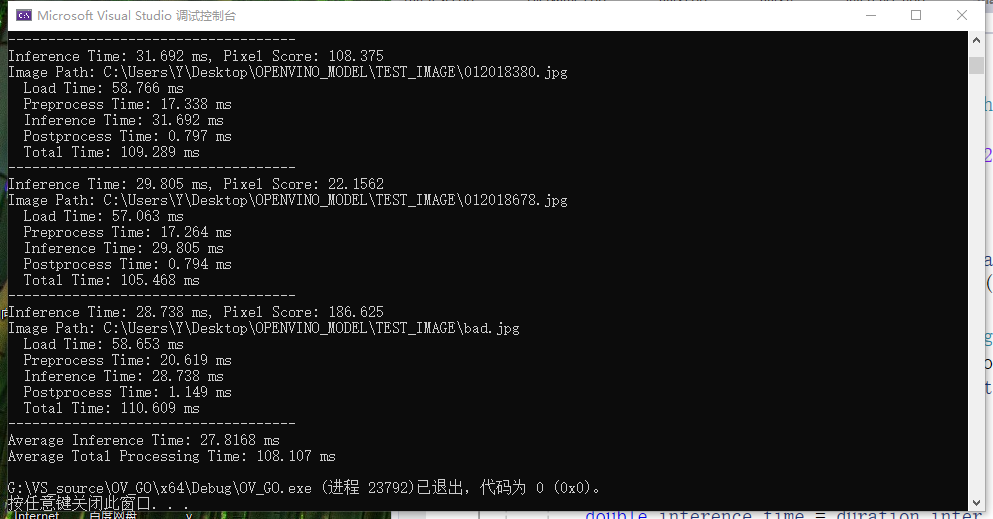 Microsoft Visual Studio 调试控制台
------------------------------------
Inference Time: 31.692 ms, Pixel Score: 108.375
Image Path: C:\Users\Y\Desktop\OPENVINO_MODEL\TEST_IMAGE\012018380.jpg
  Load Time: 58.766 ms
  Preprocess Time: 17.338 ms
  Inference Time: 31.692 ms
  Postprocess Time: 0.797 ms
  Total Time: 109.289 ms
------------------------------------
Inference Time: 29.805 ms, Pixel Score: 22.1562
Image Path: C:\Users\Y\Desktop\OPENVINO_MODEL\TEST_IMAGE\012018678.jpg
  Load Time: 57.063 ms
  Preprocess Time: 17.264 ms
  Inference Time: 29.805 ms
  Postprocess Time: 0.794 ms
  Total Time: 105.468 ms
------------------------------------
Inference Time: 28.738 ms, Pixel Score: 186.625
Image Path: C:\Users\Y\Desktop\OPENVINO_MODEL\TEST_IMAGE\bad.jpg
  Load Time: 58.653 ms
  Preprocess Time: 20.619 ms
  Inference Time: 28.738 ms
  Postprocess Time: 1.149 ms
  Total Time: 110.609 ms
------------------------------------
Average Inference Time: 27.8168 ms
Average Total Processing Time: 108.107 ms
G:\VS_source\OV_GO\x64\Debug\OV_GO.exe (进程 23792)已退出，代码为 0 (0x0)。
按任意键关闭此窗口. . .
Internet 百度网盘
double inference_time = duration_infer